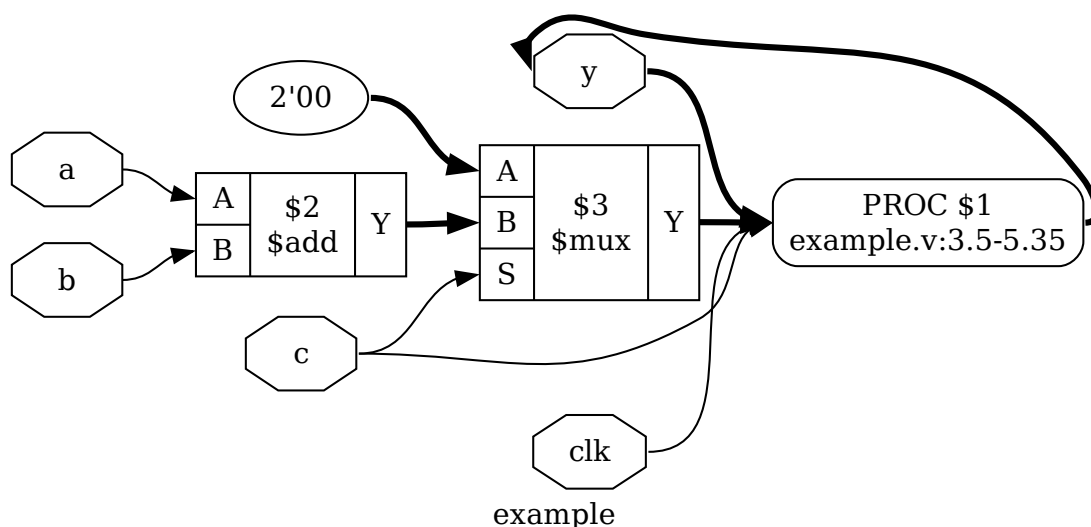 y
2'00
a
A
$2
$add
Y
B
b
A
B
S
$3
$mux
Y
PROC $1
example.v:3.5-5.35
c
clk
example